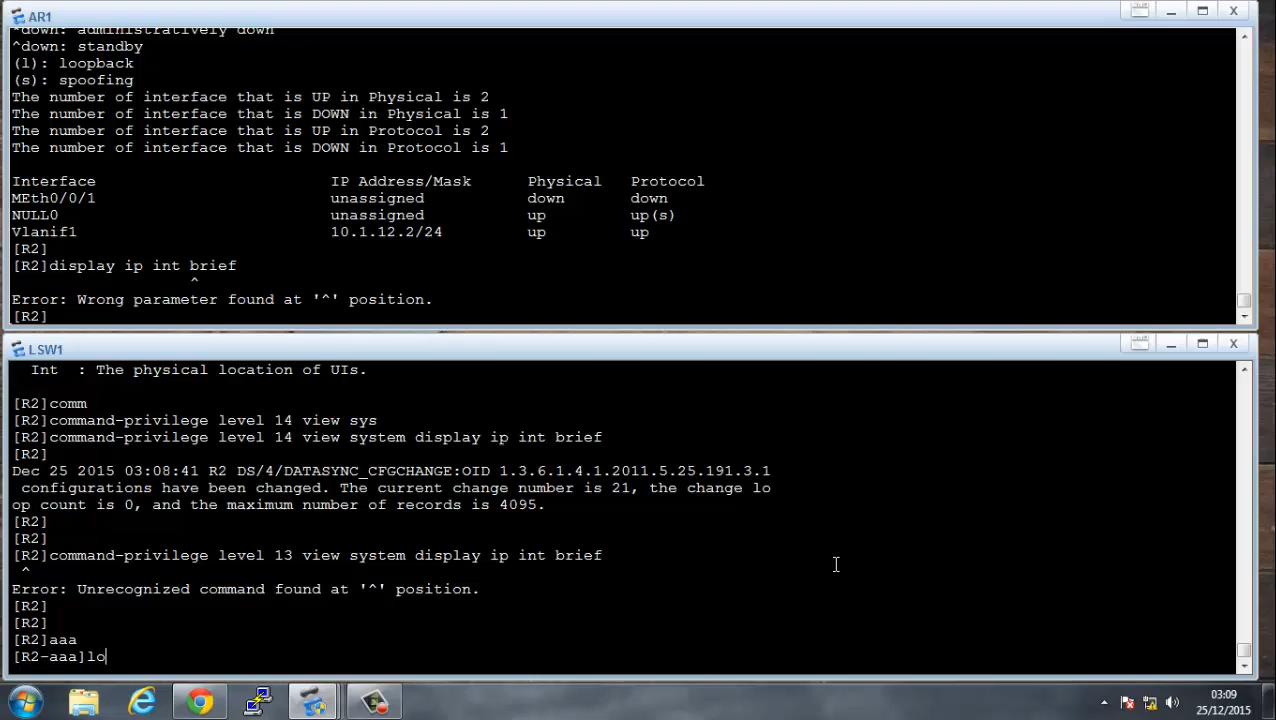 AR1
*down: administratively down
^down: standby
(l): loopback
(s): spoofing
The number of interface that is UP in Physical is 2
The number of interface that is DOWN in Physical is 1
The number of interface that is UP in Protocol is 2
The number of interface that is DOWN in Protocol is 1
Interface IP Address/Mask Physical Protocol
MEth0/0/1 unassigned down down
NULL0 unassigned up up(s)
Vlanif1 10.1.12.2/24 up up
[R2]
[R2]display ip int brief
^
Error: Wrong parameter found at '^' position.
[R2]
LSW1
Int : The physical location of UIs.
[R2]comm
[R2]command-privilege level 14 view sys
[R2]command-privilege level 14 view system display ip int brief
[R2]
Dec 25 2015 03:08:41 R2 DS/4/DATASYNC_CFGCHANGE:OID 1.3.6.1.4.1.2011.5.25.191.3.1
configurations have been changed. The current change number is 21, the change lo
op count is 0, and the maximum number of records is 4095.
[R2]
[R2]
[R2]command-privilege level 13 view system display ip int brief
^
Error: Unrecognized command found at '^' position.
[R2]
[R2]
[R2]aaa
[R2-aaa]lo
03:09
25/12/2015